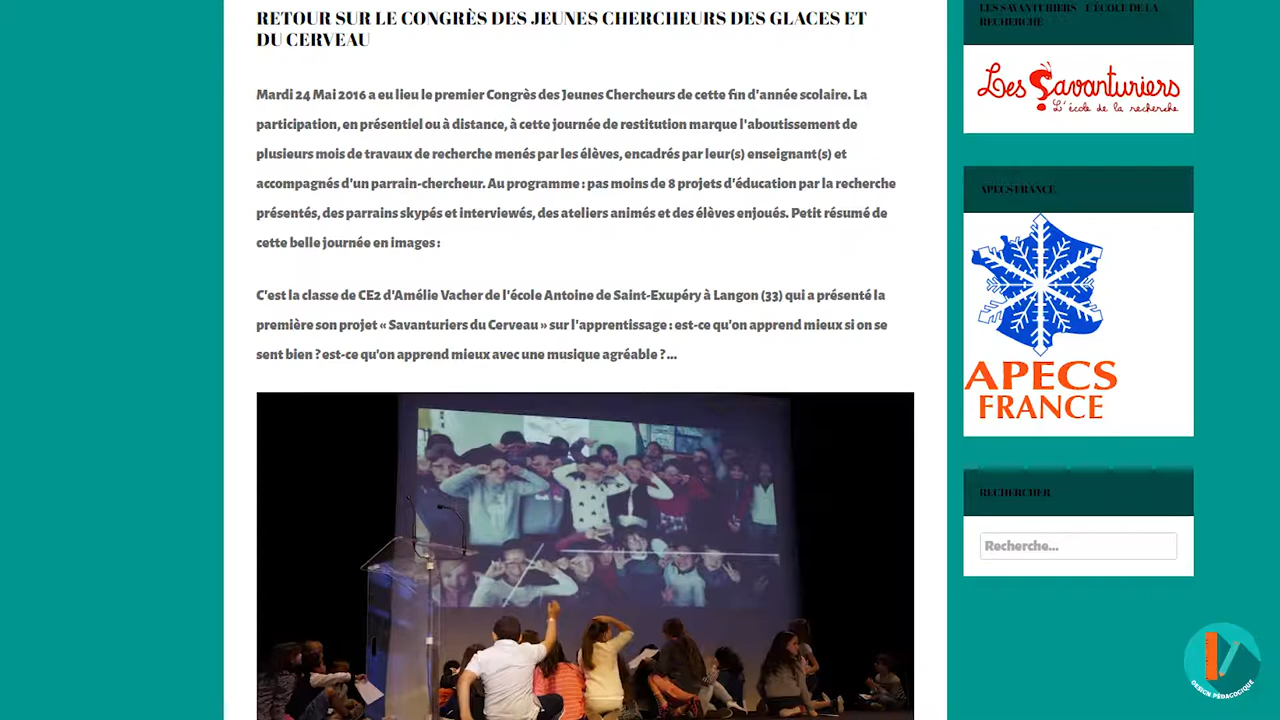 RETOUR SUR LE CONGRÈS DES JEUNES CHERCHEURS DES GLACES ET
DU CERVEAU
Mardi 24 Mai 2016 a eu lieu le premier Congrès des Jeunes Chercheurs de cette fin d'année scolaire. La
participation, en présentiel ou à distance, à cette journée de restitution marque l'aboutissement de
plusieurs mois de travaux de recherche menés par les élèves, encadrés par leur(s) enseignant(s) et
accompagnés d'un parrain-chercheur. Au programme : pas moins de 8 projets d'éducation par la recherche
présentés, des parrains skypés et interviewés, des ateliers animés et des élèves enjoués. Petit résumé de
cette belle journée en images :
C'est la classe de CE2 d'Amélie Vacher de l'école Antoine de Saint-Exupéry à Langon (33) qui a présenté la
première son projet « Savanturiers du Cerveau » sur l'apprentissage : est-ce qu'on apprend mieux si on se
sent bien ? est-ce qu'on apprend mieux avec une musique agréable ? ...
LES SAVANTURIERS - L'ÉCOLE DE LA
RECHERCHE
Les Savanturiers
L'école de la recherche
APECS FRANCE
APECS
FRANCE
RECHERCHER
Recherche...
DESIGN PÉDAGOGIQUE